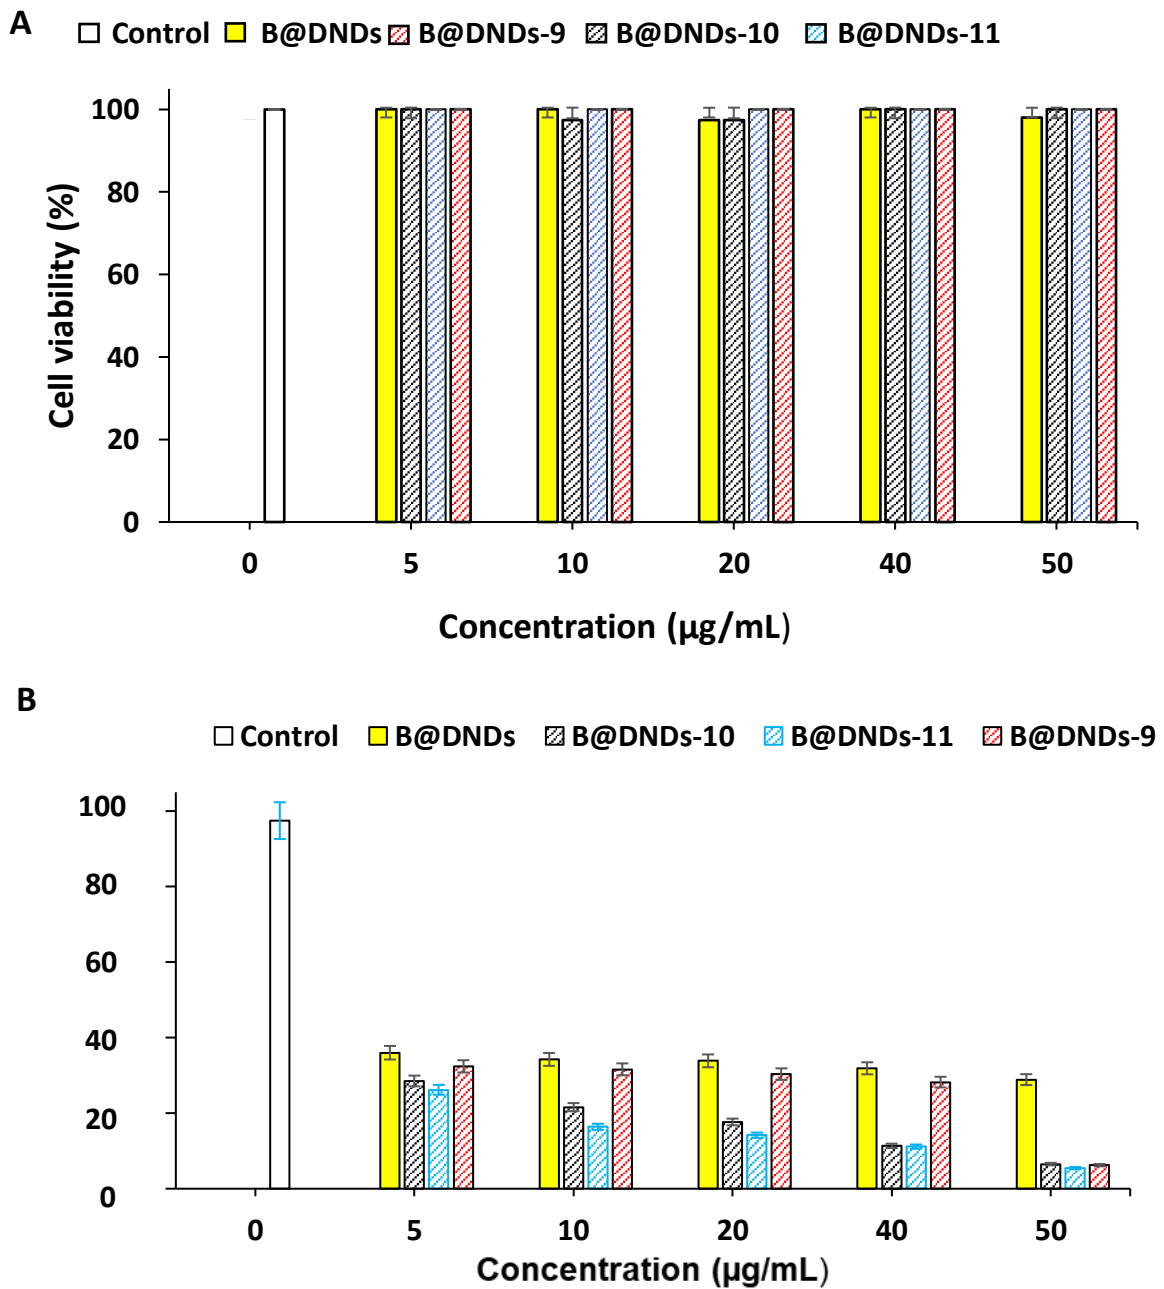 A
Control B@DNDs B@DNDs-9 B@DNDs-10 B@DNDs-11
100
80
60
40
20
0
Cell viability (%)
0 5 10 20 40 50
Concentration (µg/mL)
B
Control B@DNDs B@DNDs-10 B@DNDs-11 B@DNDs-9
100
80
60
40
20
0
0 5 10 20 40 50
Concentration (µg/mL)